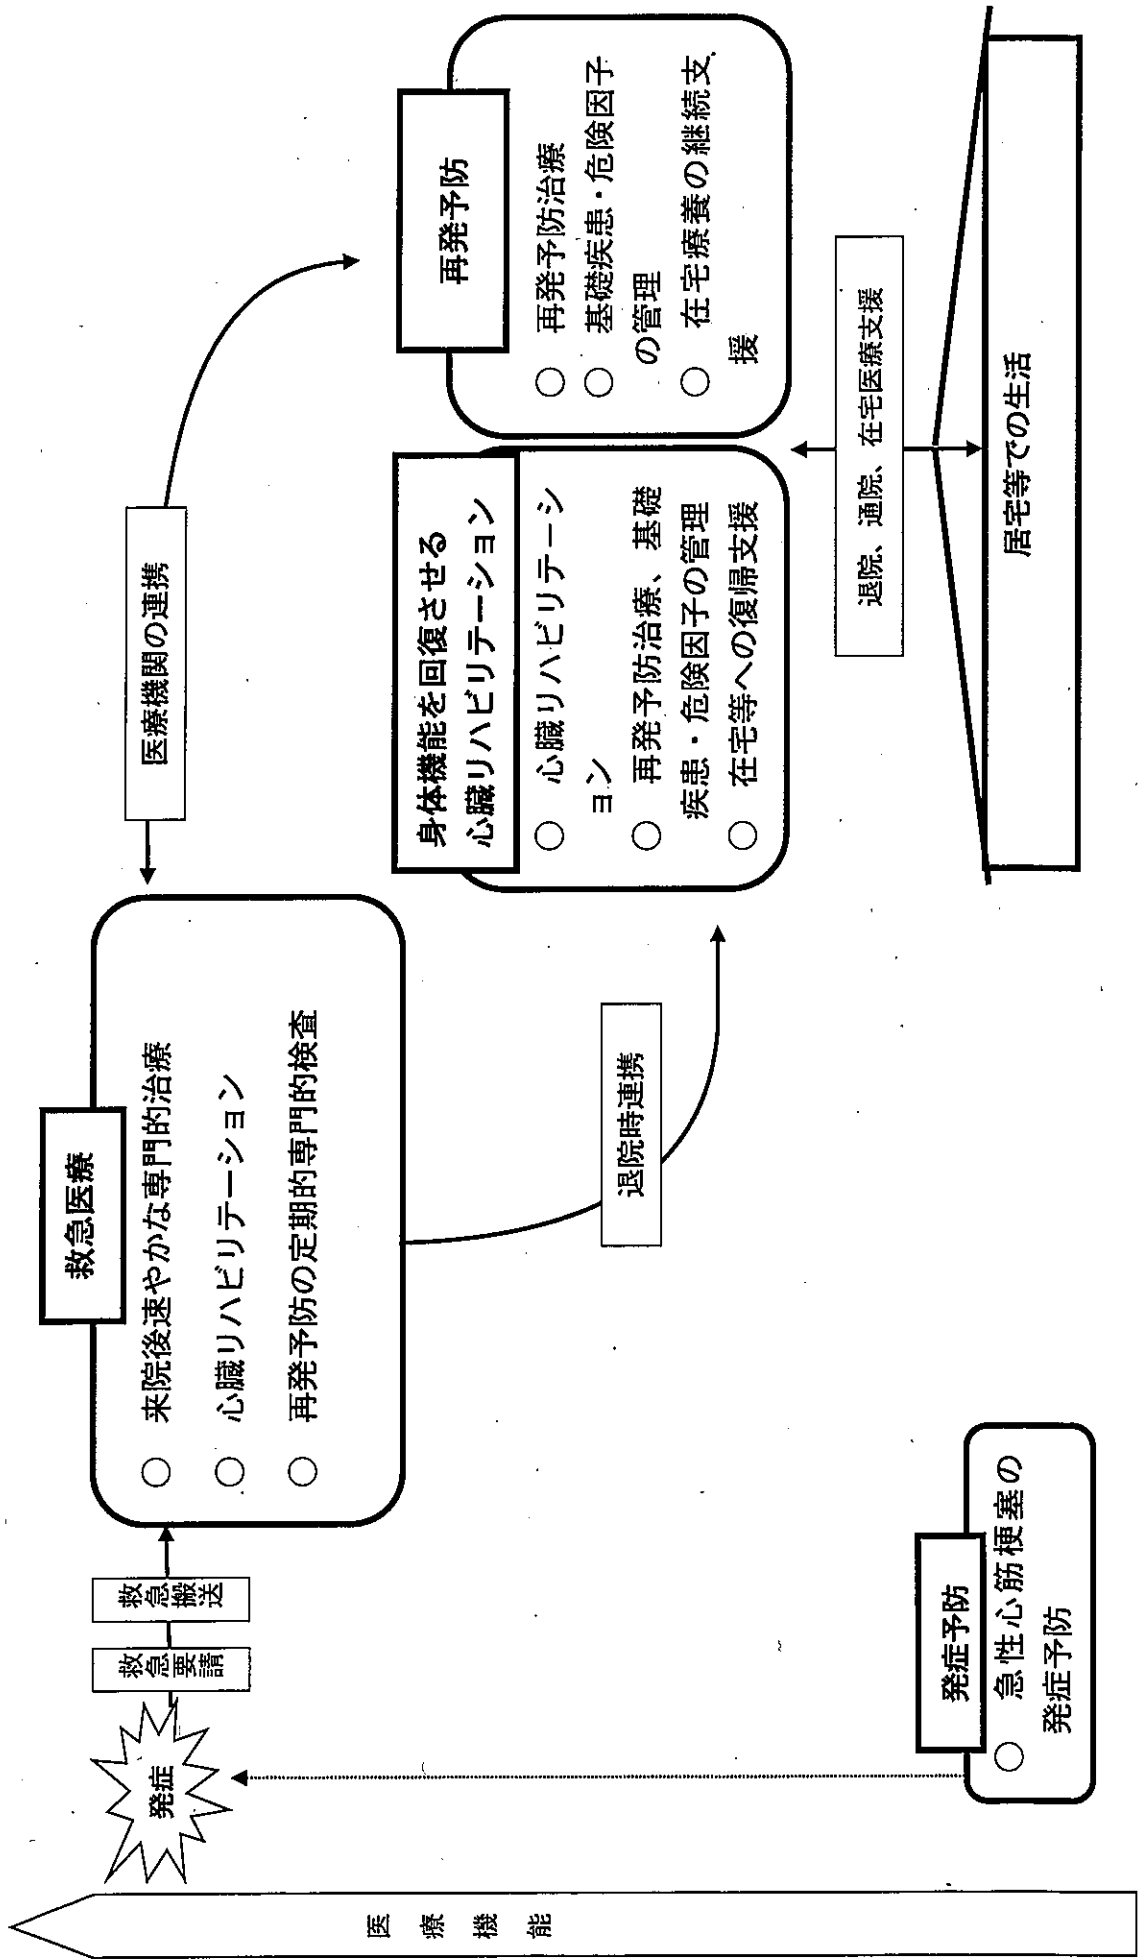 医療機能
発症
救急要請
救急搬送
救急医療
○ 来院後速やかな専門的治療
○ 心臓リハビリテーション
○ 再発予防の定期的専門的検査
医療機関の連携
退院時連携
身体機能を回復させる
心臓リハビリテーション
○ 心臓リハビリテーシ
ョン
○ 再発予防治療、基礎
疾患・危険因子の管理
○ 在宅等への復帰支援
再発予防
○ 再発予防治療
○ 基礎疾患・危険因子
の管理
○ 在宅療養の継続支
援
退院、通院、在宅医療支援
居宅等での生活
発症予防
○ 急性心筋梗塞の
発症予防